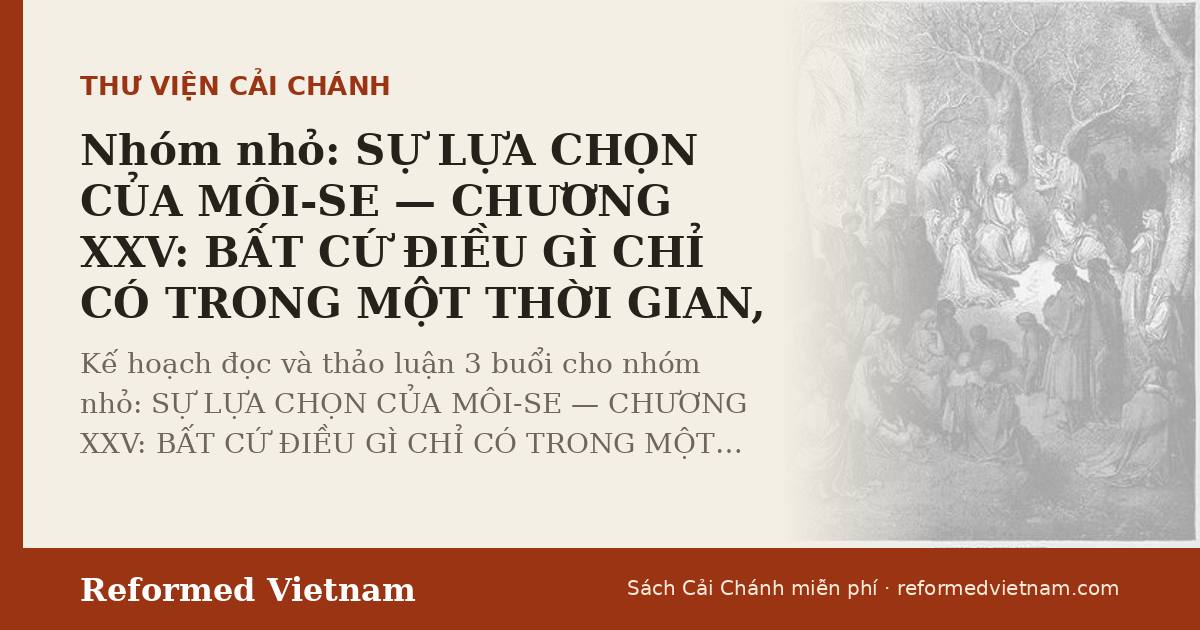 THƯ VIỆN CẢI CHÁNH
Nhóm nhỏ: SỰ LỰA CHỌN
CỦA MÔI-SE — CHƯƠNG
XXV: BẤT CỨ ĐIỀU GÌ CHỈ
CÓ TRONG MỘT THỜI GIAN,
Kế hoạch đọc và thảo luận 3 buổi cho nhóm
nhỏ: SỰ LỰA CHỌN CỦA MÔI-SE — CHƯƠNG
XXV: BẤT CỨ ĐIỀU GÌ CHỈ CÓ TRONG MỘT...
Reformed Vietnam
Sách Cải Chánh miễn phí · reformedvietnam.com